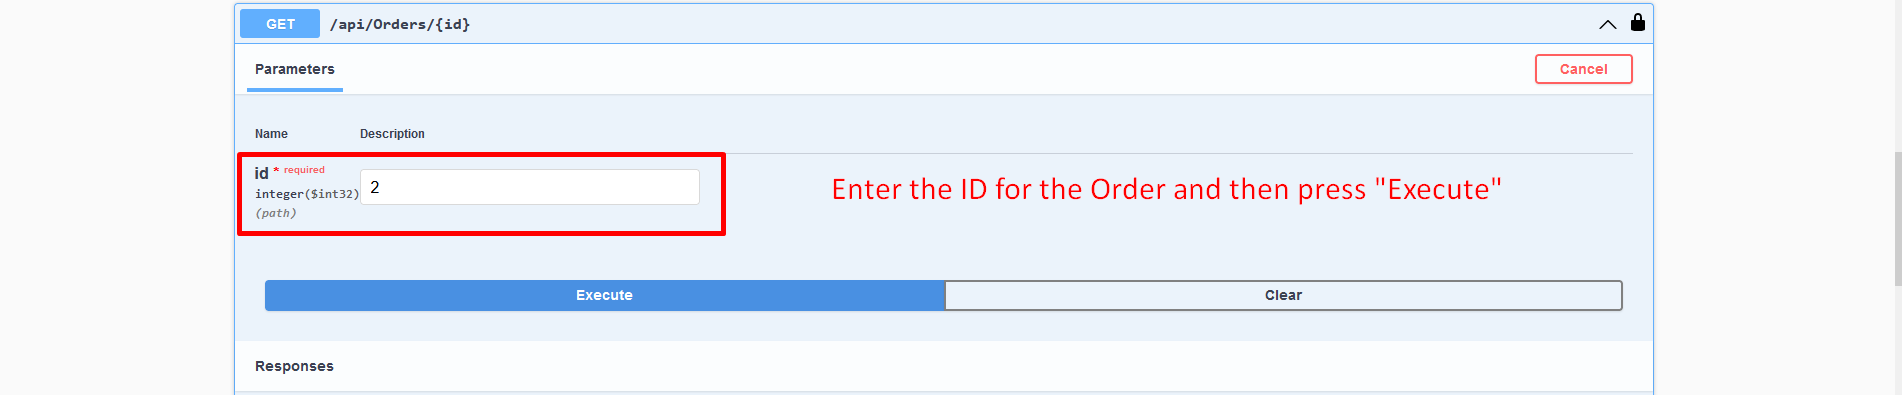 GET /api/Orders/{id}
Parameters
Cancel
Name Description
id * required
integer($int32)
(path)
2
Enter the ID for the Order and then press "Execute"
Execute Clear
Responses